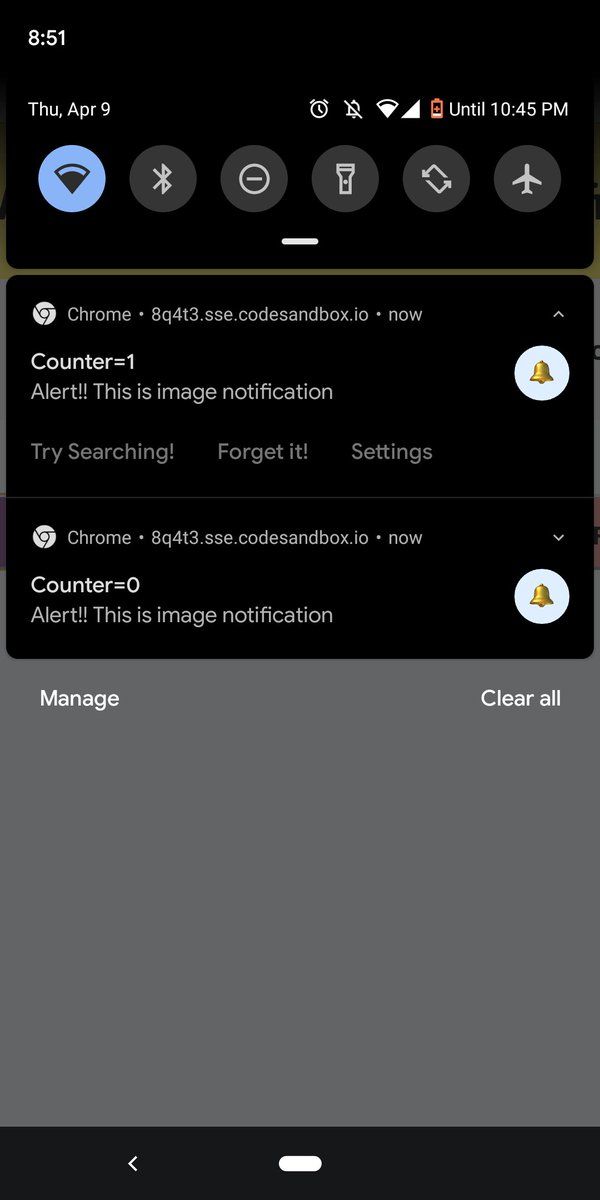 8:51
Thu, Apr 9 Until 10:45 PM
Chrome • 8q4t3.sse.codesandbox.io • now
Counter=1
Alert!! This is image notification
Try Searching! Forget it! Settings
Chrome • 8q4t3.sse.codesandbox.io • now
Counter=0
Alert!! This is image notification
Manage Clear all